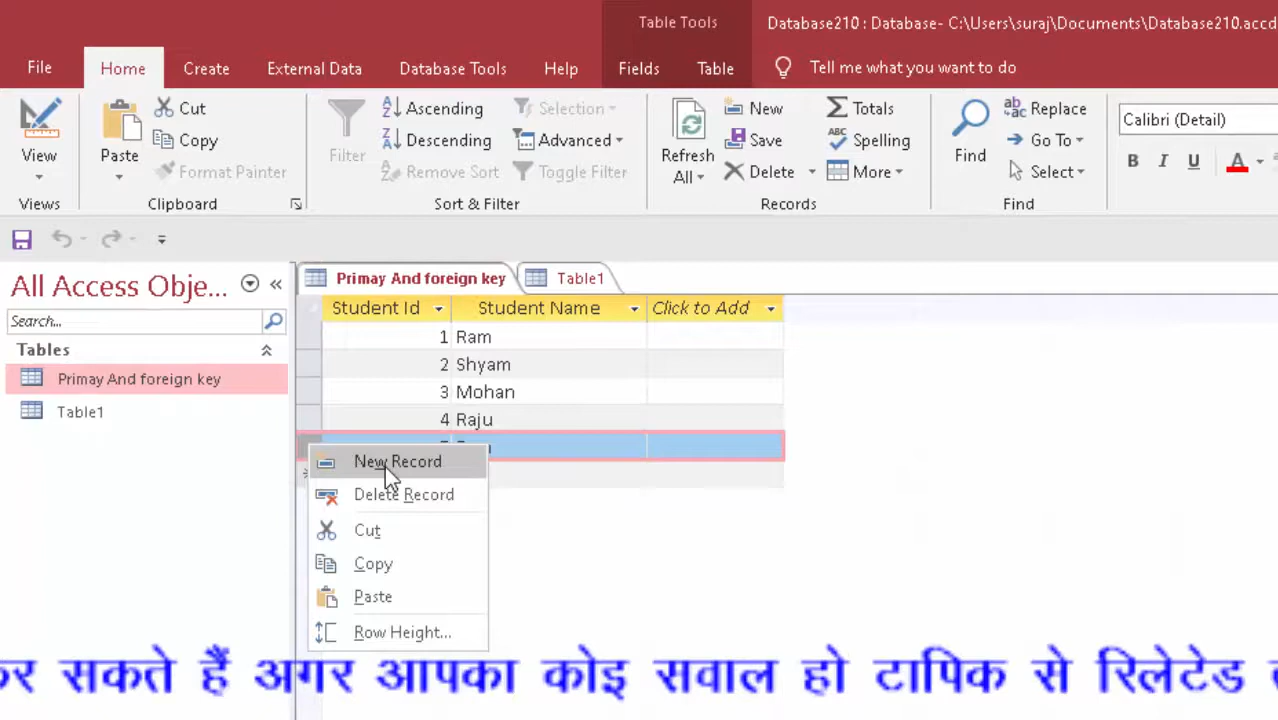 Table Tools
Database210 : Database- C:\Users\suraj\Documents\Database210.accd
File Home Create External Data Database Tools Help Fields Table Tell me what you want to do
View
Views
Paste
Cut
Copy
Format Painter
Clipboard
Filter
Ascending
Descending
Remove Sort
Selection
Advanced
Toggle Filter
Sort & Filter
Refresh
All
New
Save
Delete
Totals
Spelling
More
Records
Find
Replace
Go To
Select
Find
Calibri (Detail)
B I U A
All Access Obje...
Search...
Tables
Primay And foreign key
Table1
Primay And foreign key Table1
Student Id Student Name Click to Add
1 Ram
2 Shyam
3 Mohan
4 Raju
New Record
Delete Record
Cut
Copy
Paste
Row Height...
कर सकते हैं अगर आपका कोइ सवाल हो टापिक से रिलेटेड